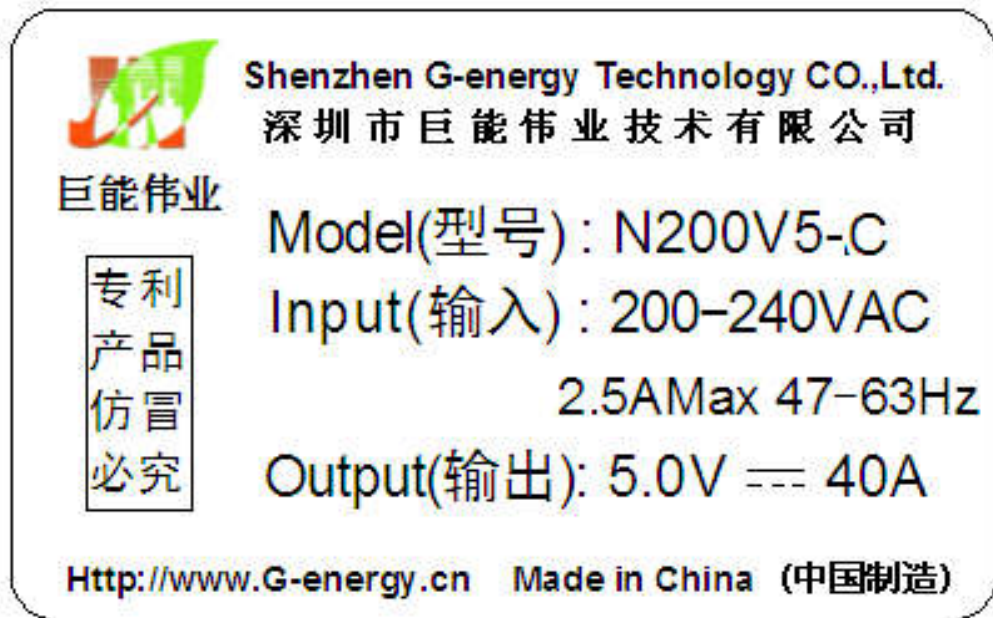 Shenzhen G-energy Technology CO.,Ltd.
深圳市巨能伟业技术有限公司
巨能伟业
Model(型号) : N200V5-C
Input(输入) : 200-240VAC
2.5AMax 47-63Hz
Output(输出): 5.0V ⎓ 40A
专利
产品
仿冒
必究
Http://www.G-energy.cn Made in China (中国制造)